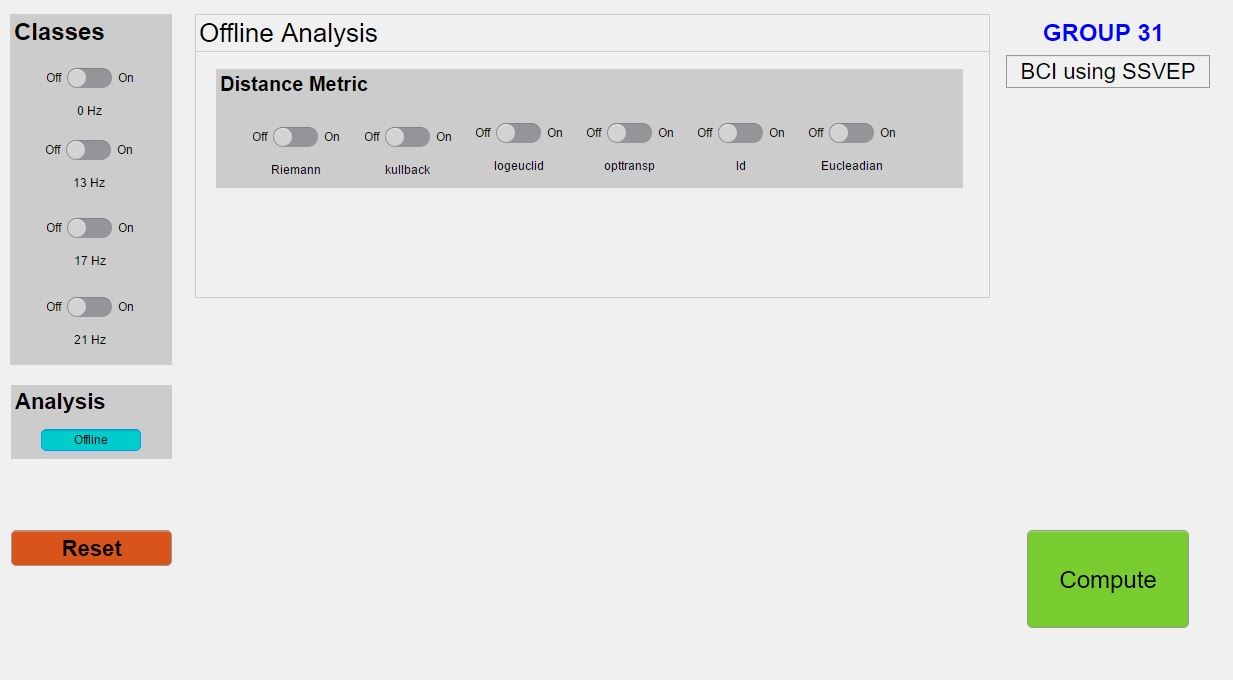 Classes
Off On
0 Hz
Off On
13 Hz
Off On
17 Hz
Off On
21 Hz
Analysis
Offline
Reset
Offline Analysis
Distance Metric
Off On Off On Off On Off On Off On Off On
Riemann kullback logeuclid opttransp ld Eucleadian
GROUP 31
BCI using SSVEP
Compute